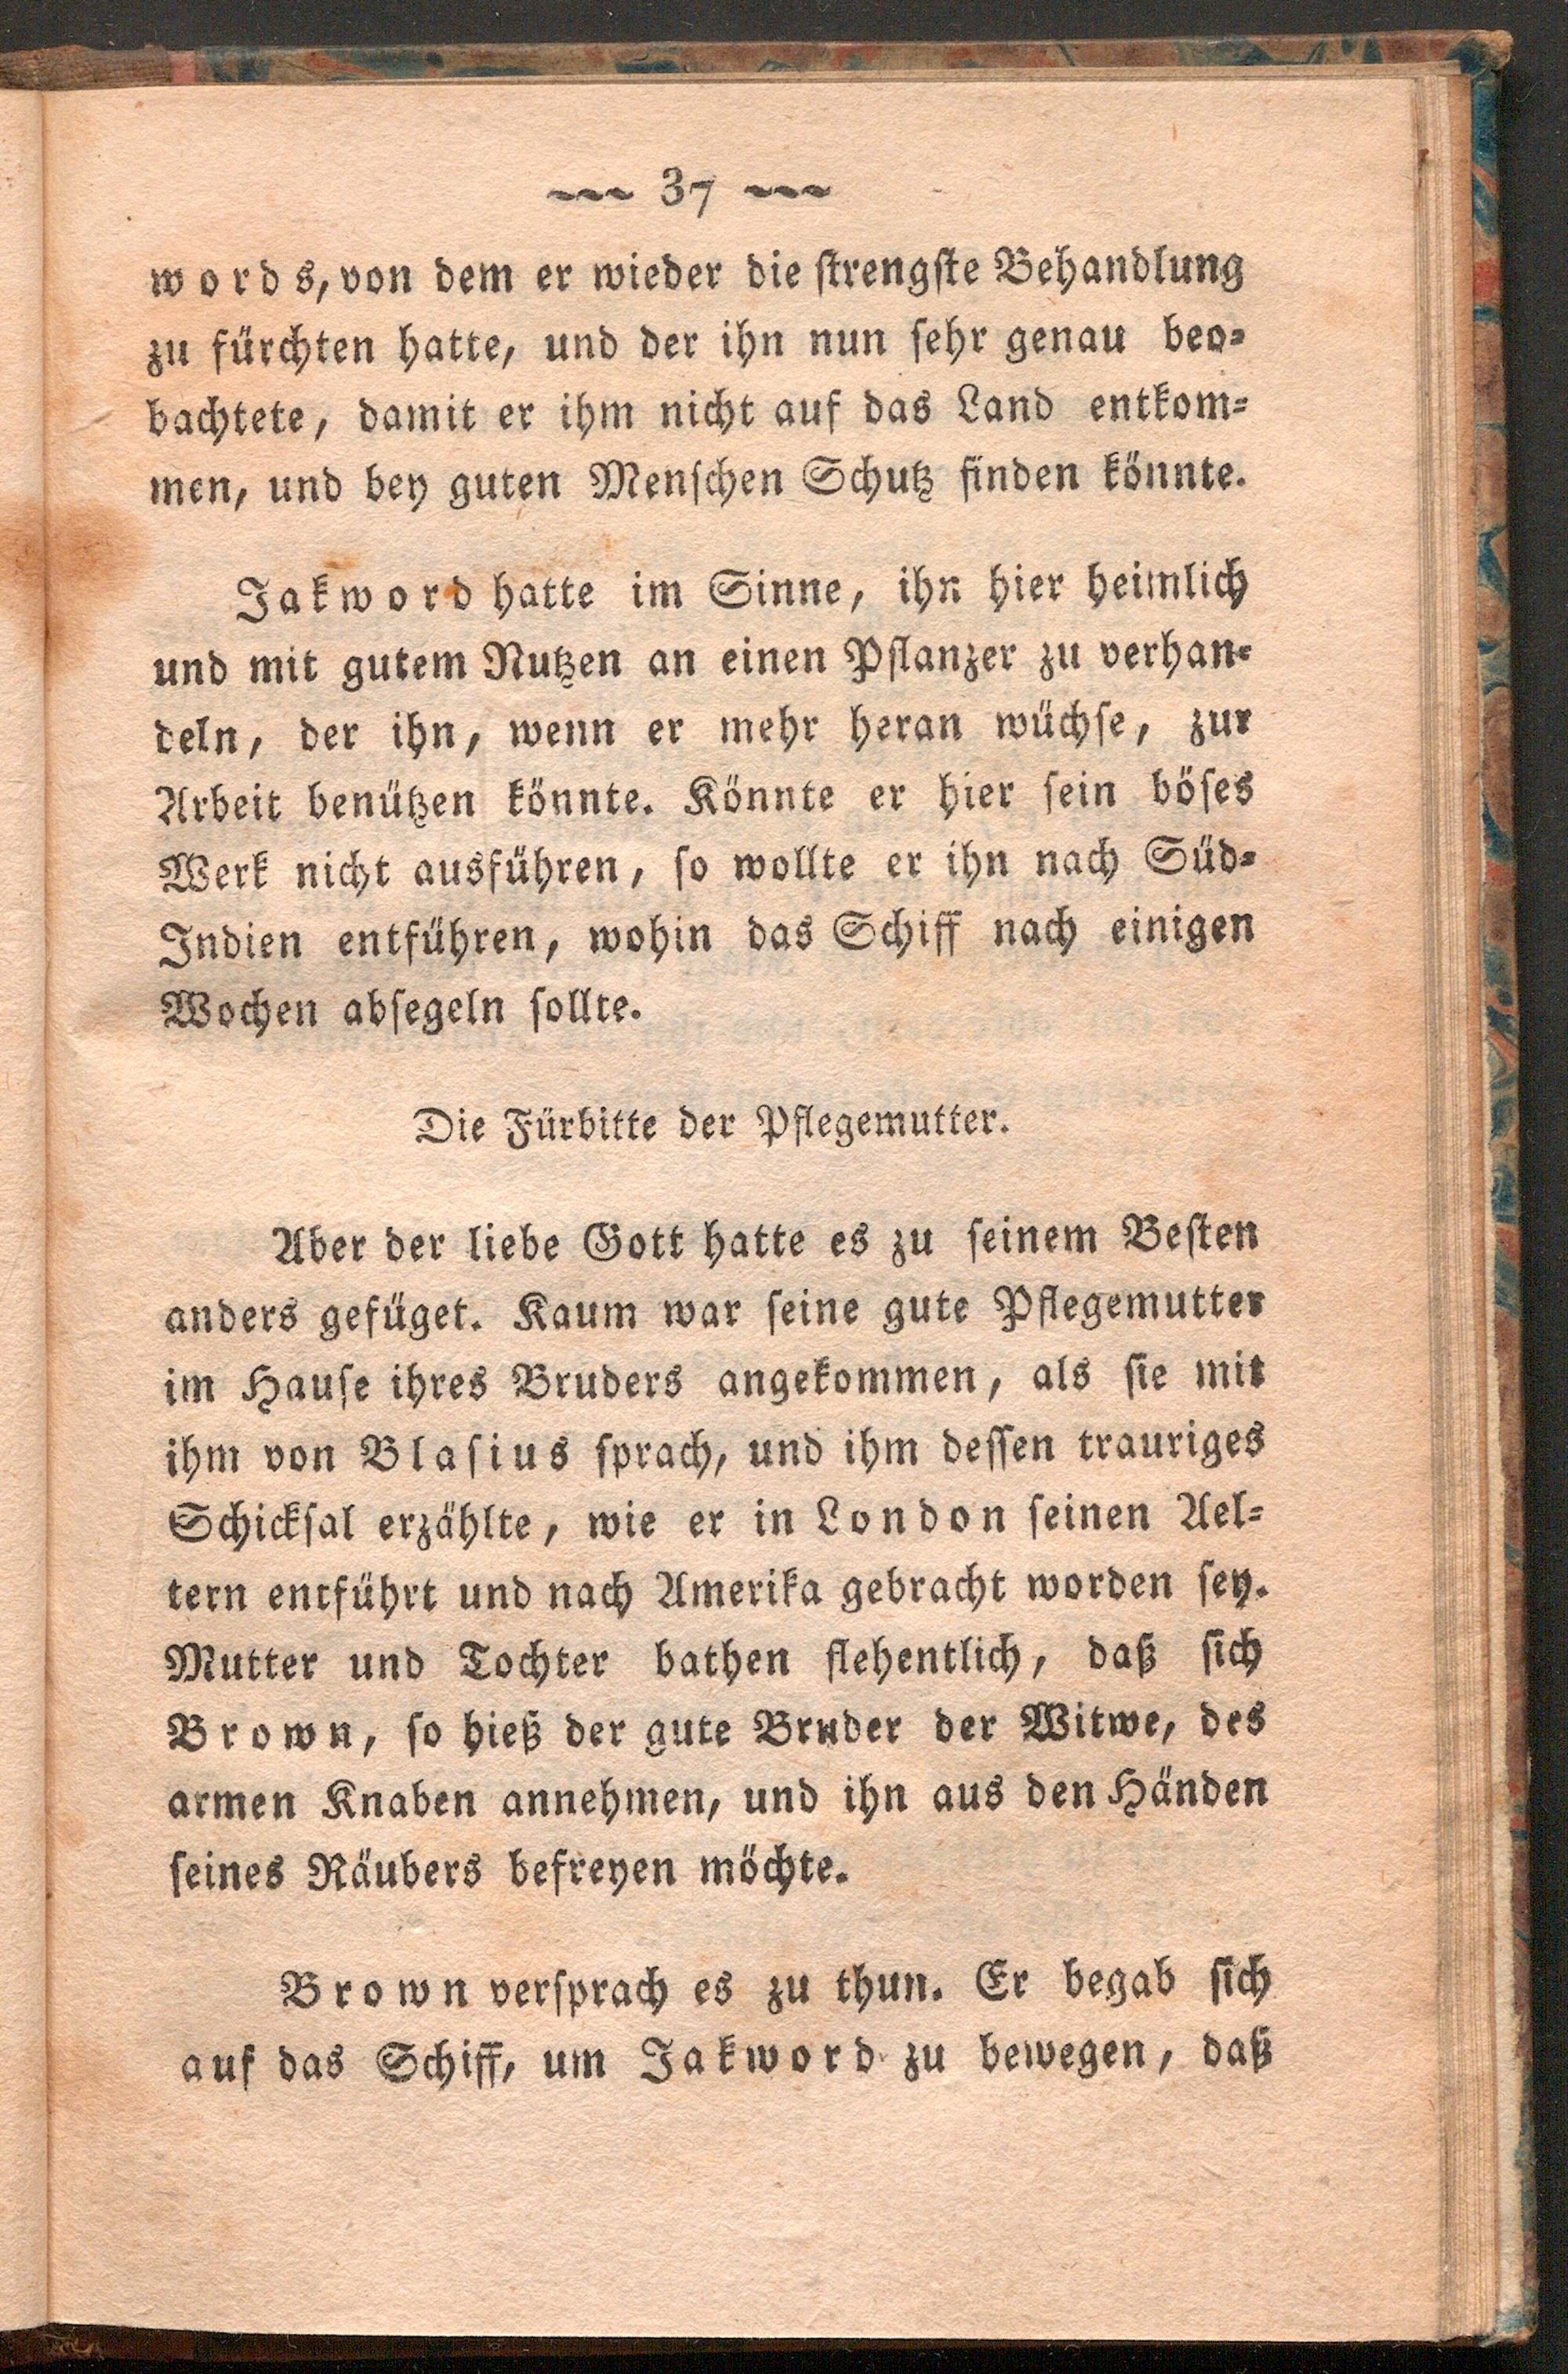 ~~~ 37 ~~~
words, von dem er wieder die strengste Behandlung
zu fürchten hatte, und der ihn nun sehr genau beo=
bachtete, damit er ihm nicht auf das Land entkom=
men, und bey guten Menschen Schutz finden könnte.
Jakword hatte im Sinne, ihn hier heimlich
und mit gutem Nutzen an einen Pflanzer zu verhan=
deln, der ihn, wenn er mehr heran wüchse, zur
Arbeit benützen könnte. Könnte er hier sein böses
Werk nicht ausführen, so wollte er ihn nach Süd=
Indien entführen, wohin das Schiff nach einigen
Wochen absegeln sollte.
Die Fürbitte der Pflegemutter.
Aber der liebe Gott hatte es zu seinem Besten
anders gefüget. Kaum war seine gute Pflegemutter
im Hause ihres Bruders angekommen, als sie mit
ihm von Blasius sprach, und ihm dessen trauriges
Schicksal erzählte, wie er in London seinen Ael=
tern entführt und nach Amerika gebracht worden sey.
Mutter und Tochter bathen flehentlich, daß sich
Brown, so hieß der gute Bruder der Witwe, des
armen Knaben annehmen, und ihn aus den Händen
seines Räubers befreyen möchte.
Brown versprach es zu thun. Er begab sich
auf das Schiff, um Jakword zu bewegen, daß